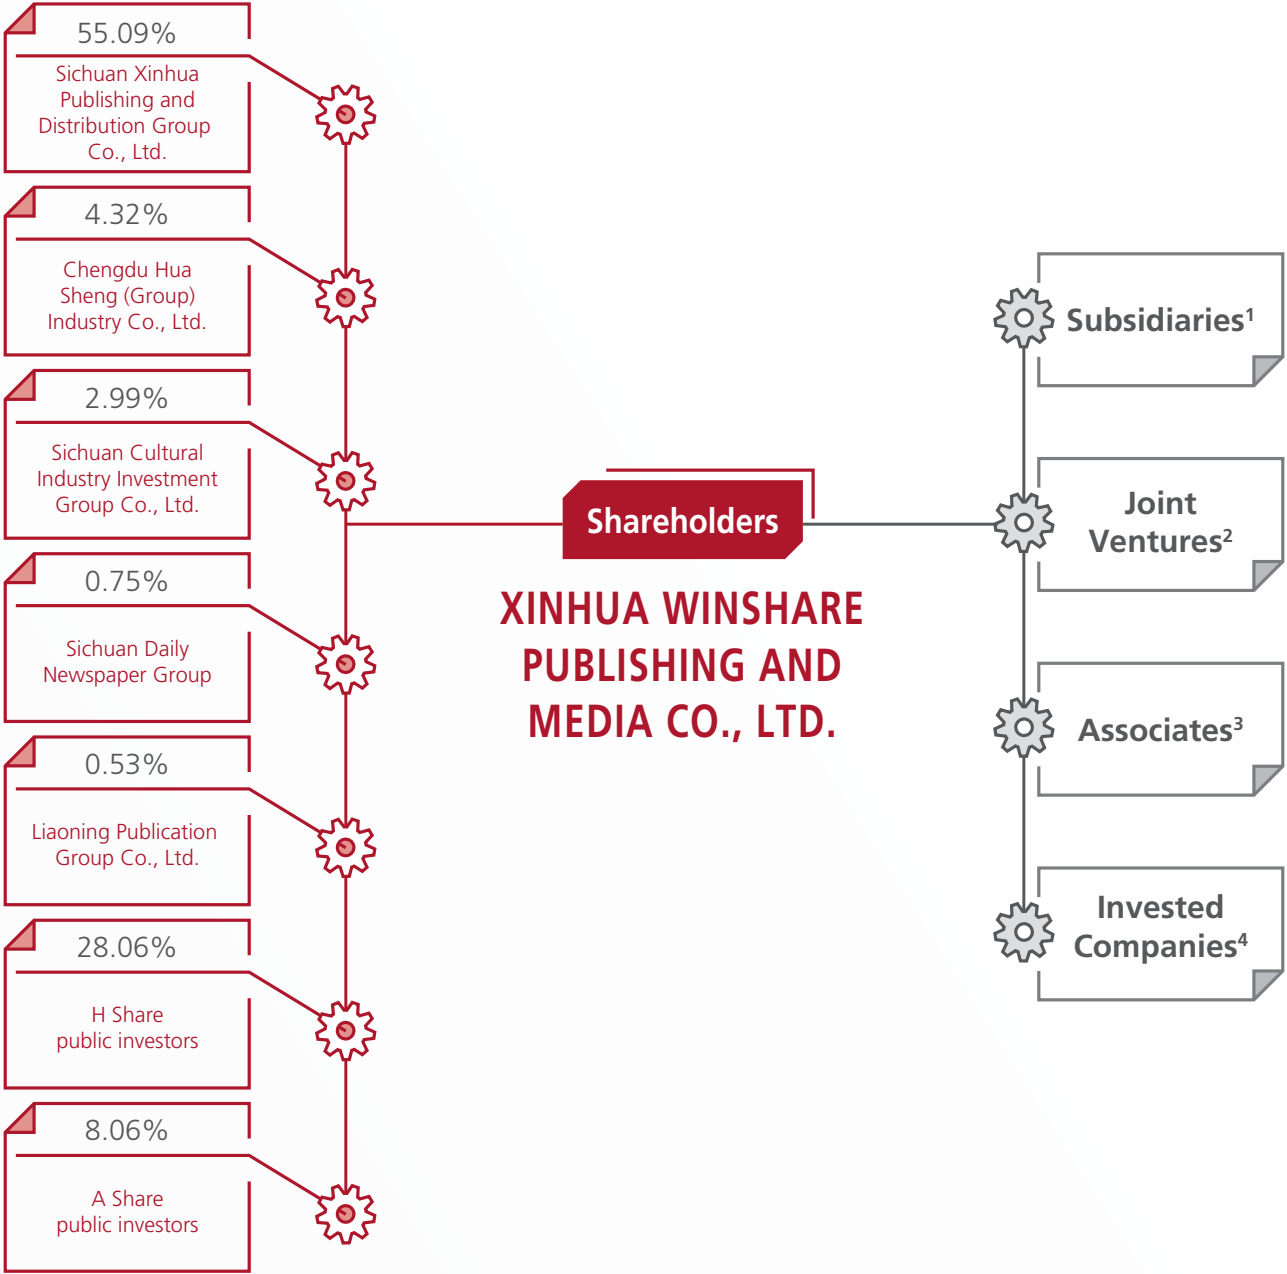 55.09%
Sichuan Xinhua
Publishing and
Distribution Group
Co., Ltd.
4.32%
Chengdu Hua
Sheng (Group)
Industry Co., Ltd.
2.99%
Sichuan Cultural
Industry Investment
Group Co., Ltd.
0.75%
Sichuan Daily
Newspaper Group
0.53%
Liaoning Publication
Group Co., Ltd.
28.06%
H Share
public investors
8.06%
A Share
public investors
Shareholders
XINHUA WINSHARE
PUBLISHING AND
MEDIA CO., LTD.
Subsidiaries¹
Joint
Ventures²
Associates³
Invested
Companies⁴